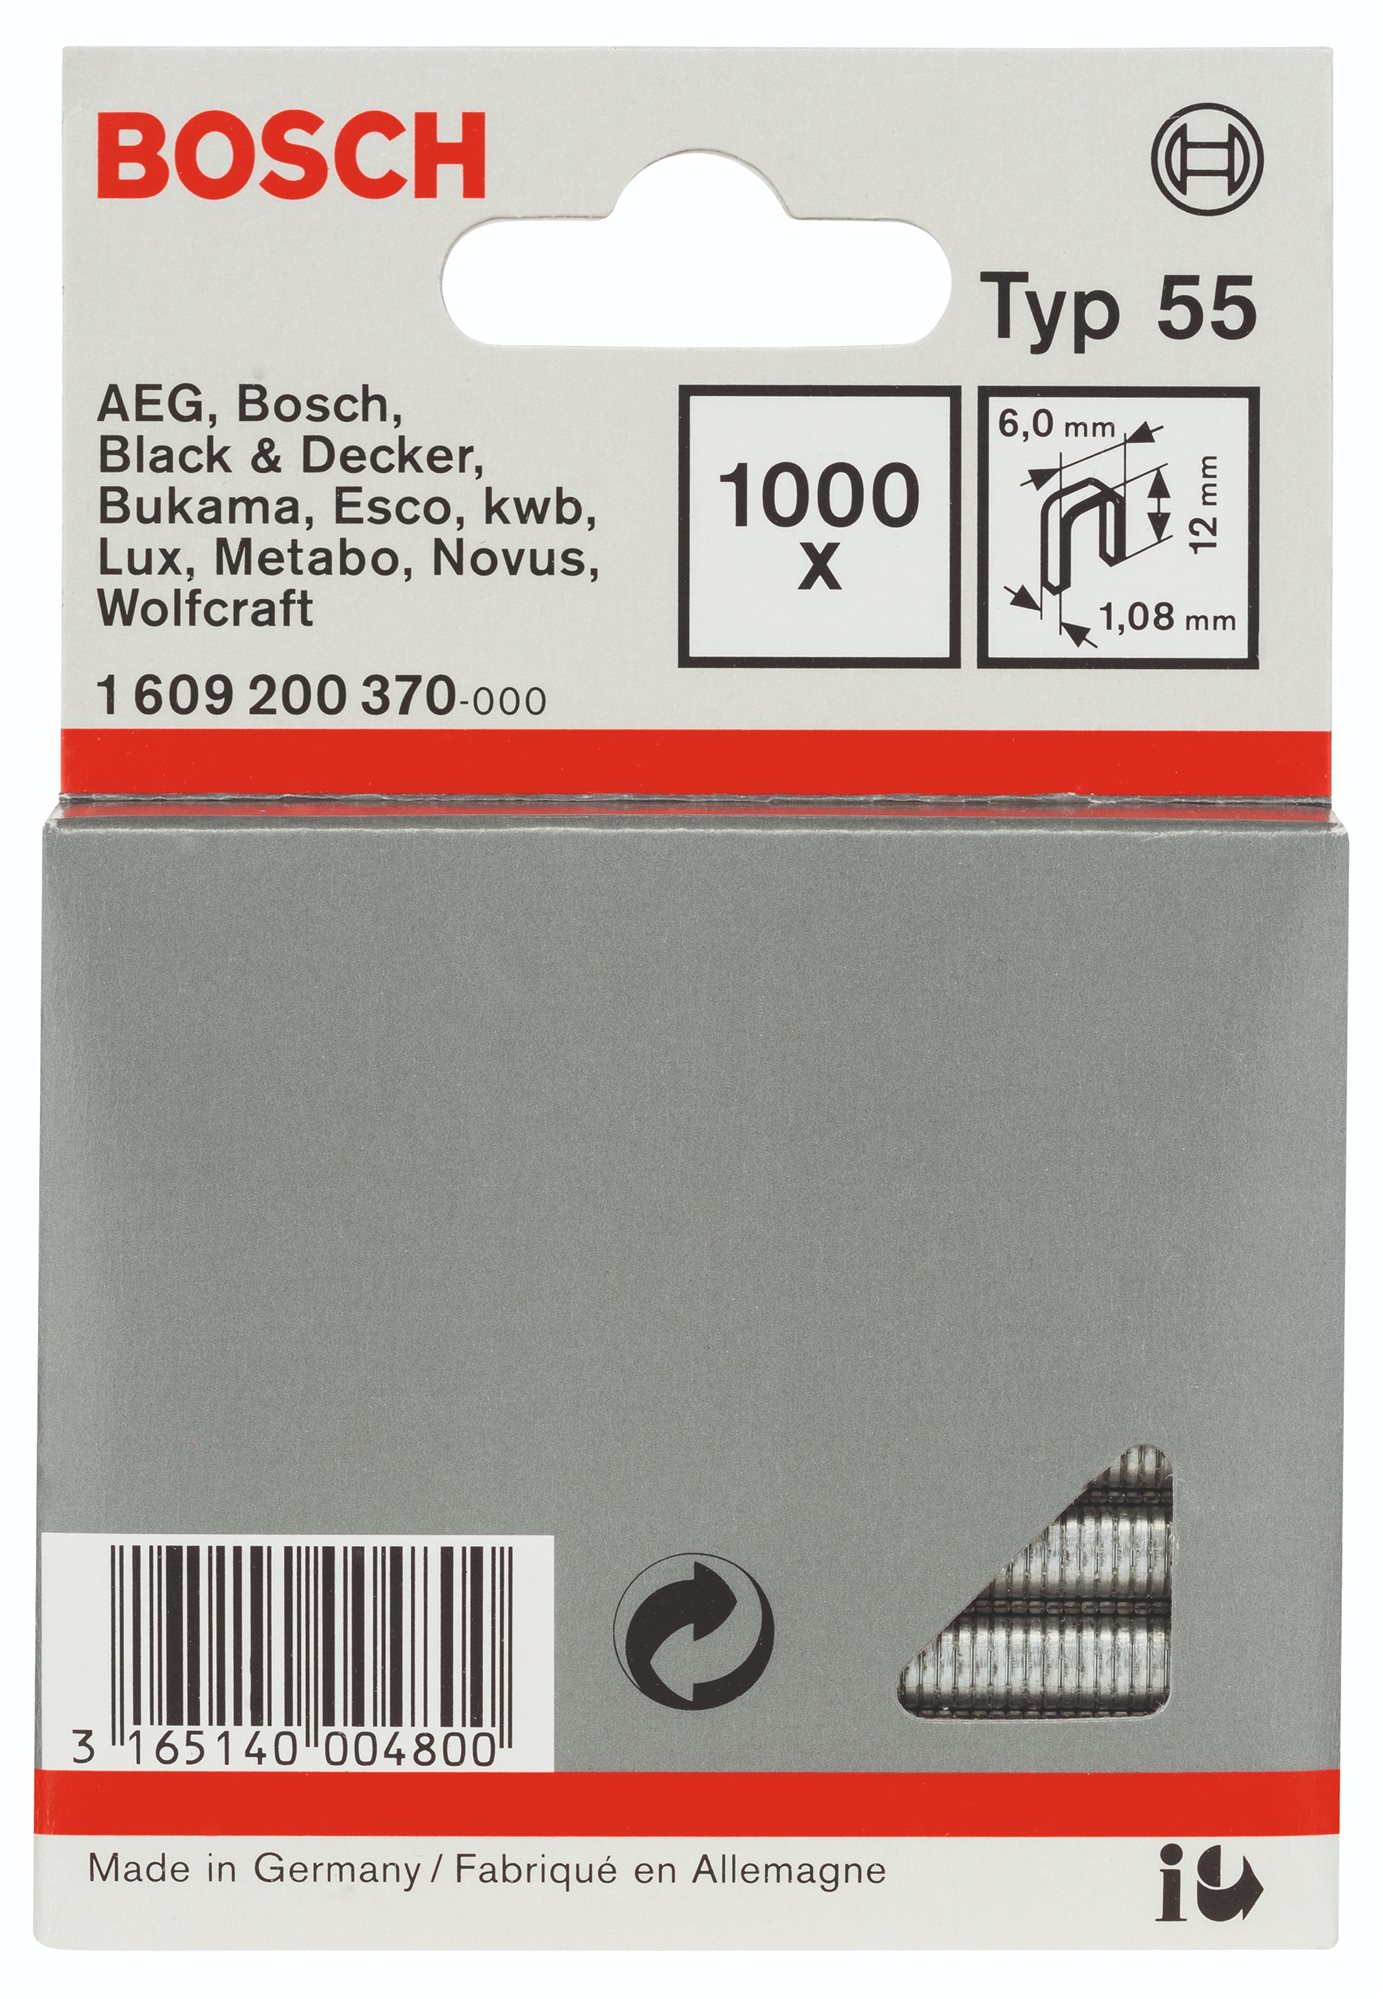 BOSCH
Typ 55
AEG, Bosch,
Black & Decker,
Bukama, Esco, kwb,
Lux, Metabo, Novus,
Wolfcraft
1 609 200 370-000
1000
x
6,0 mm
12 mm
1,08 mm
3 165140 004800
Made in Germany / Fabriqué en Allemagne